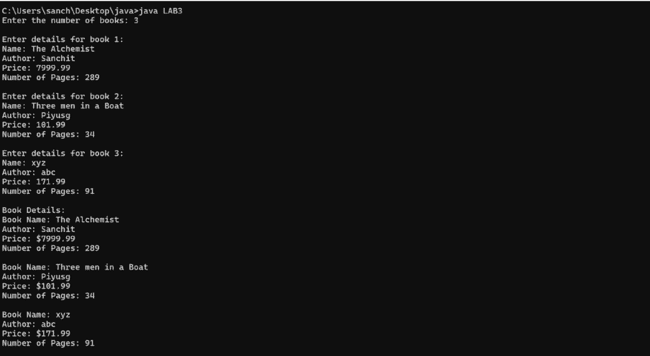 C:\Users\sanch\Desktop\java>java LAB3
Enter the number of books: 3
Enter details for book 1:
Name: The Alchemist
Author: Sanchit
Price: 7999.99
Number of Pages: 289
Enter details for book 2:
Name: Three men in a Boat
Author: Piyusg
Price: 101.99
Number of Pages: 34
Enter details for book 3:
Name: xyz
Author: abc
Price: 171.99
Number of Pages: 91
Book Details:
Book Name: The Alchemist
Author: Sanchit
Price: $7999.99
Number of Pages: 289
Book Name: Three men in a Boat
Author: Piyusg
Price: $101.99
Number of Pages: 34
Book Name: xyz
Author: abc
Price: $171.99
Number of Pages: 91